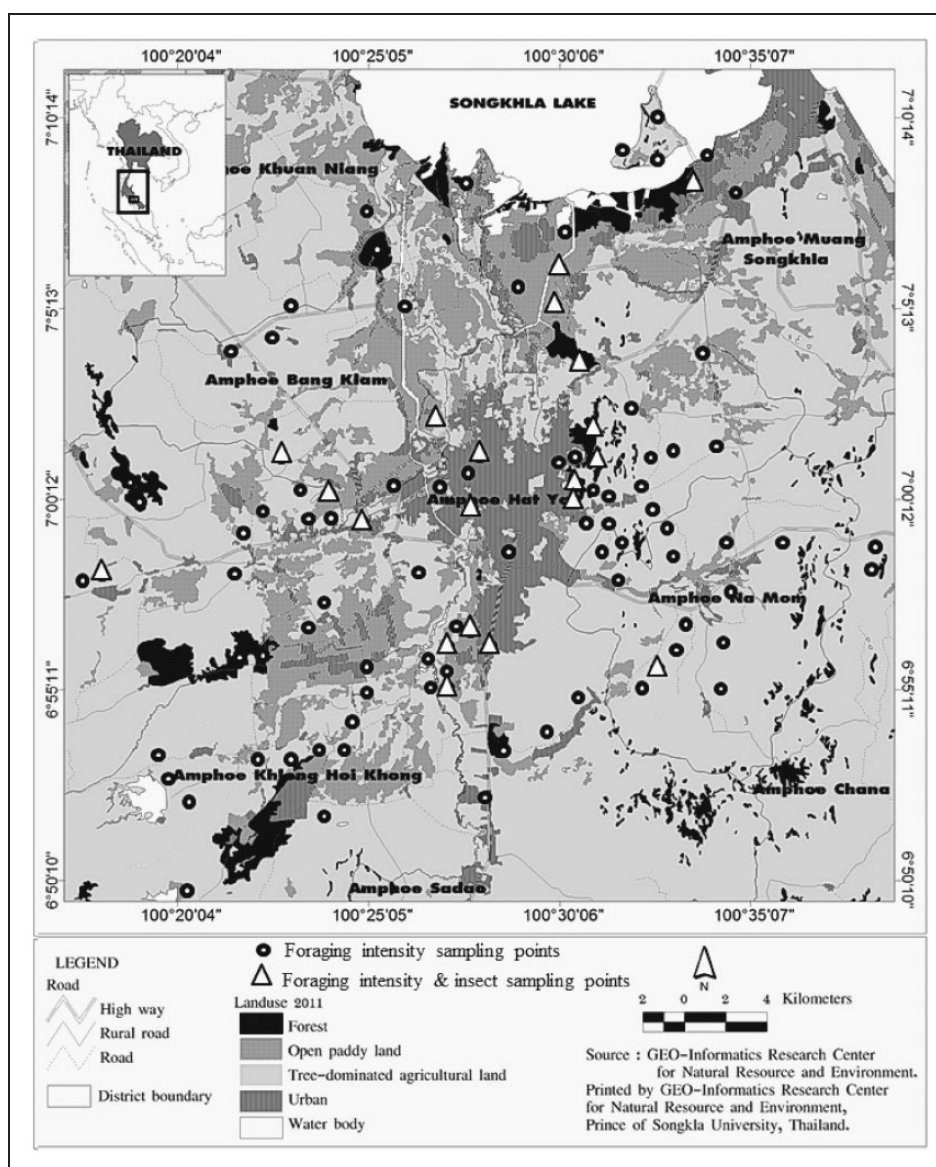 100°20'04" 100°25'05" 100°30'06" 100°35'07"
SONGKHLA LAKE
7°10'14" 7°10'14"
THAILAND
hoe Khuan Niang
Amphoe Muang
Songkhla
7°5'13" 7°5'13"
Amphoe Bang Klam
7°00'12" Amphoe Hat Ya 7°00'12"
Amphoe Na Mom
6°55'11" 6°55'11"
Amphoe Khlong Hoi Khong
Amphoe Chana
6°50'10" Amphoe Sadao 6°50'10"
100°20'04" 100°25'05" 100°30'06" 100°35'07"
LEGEND
Road
High way
Rural road
Road
District boundary
Foraging intensity sampling points
Foraging intensity & insect sampling points
Landuse 2011
Forest
Open paddy land
Tree-dominated agricultural land
Urban
Water body
N
2 0 2 4 Kilometers
Source : GEO-Informatics Research Center
for Natural Resource and Environment.
Printed by GEO-Informatics Research Center
for Natural Resource and Environment,
Prince of Songkla University, Thailand.